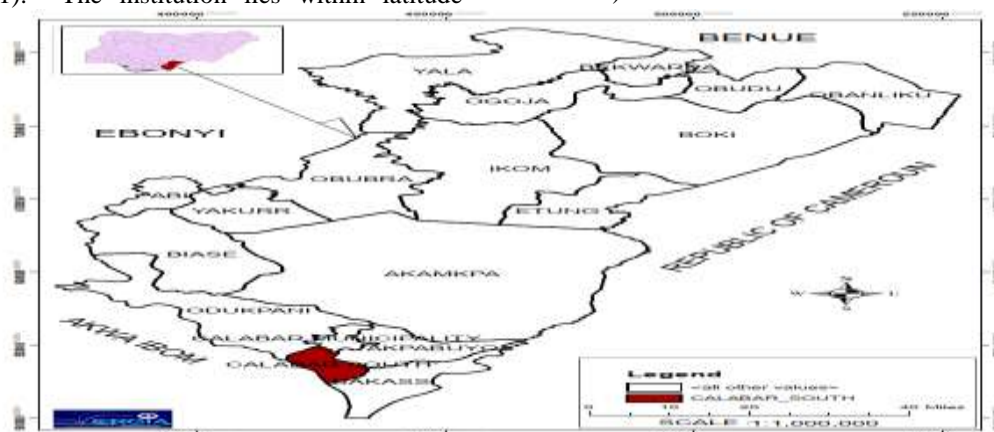 The institution lies within latitude
BENUE
YALA
BEKWARRA
OBUDU
OBANLIKU
OGOJA
EBONYI
BOKI
IKOM
OBUBRA
ABI
YAKURR
ETUNG
REPUBLIC OF CAMEROUN
BIASE
AKAMKPA
N
W E
S
ODUKPANI
AKWA IBOM
CALABAR MUNICIPALITY
AKPABUYO
CALABAR SOUTH
BAKASSI
Legend
<all other values>
CALABAR_SOUTH
0 10 20 40 Miles
SCALE 1:1,000,000